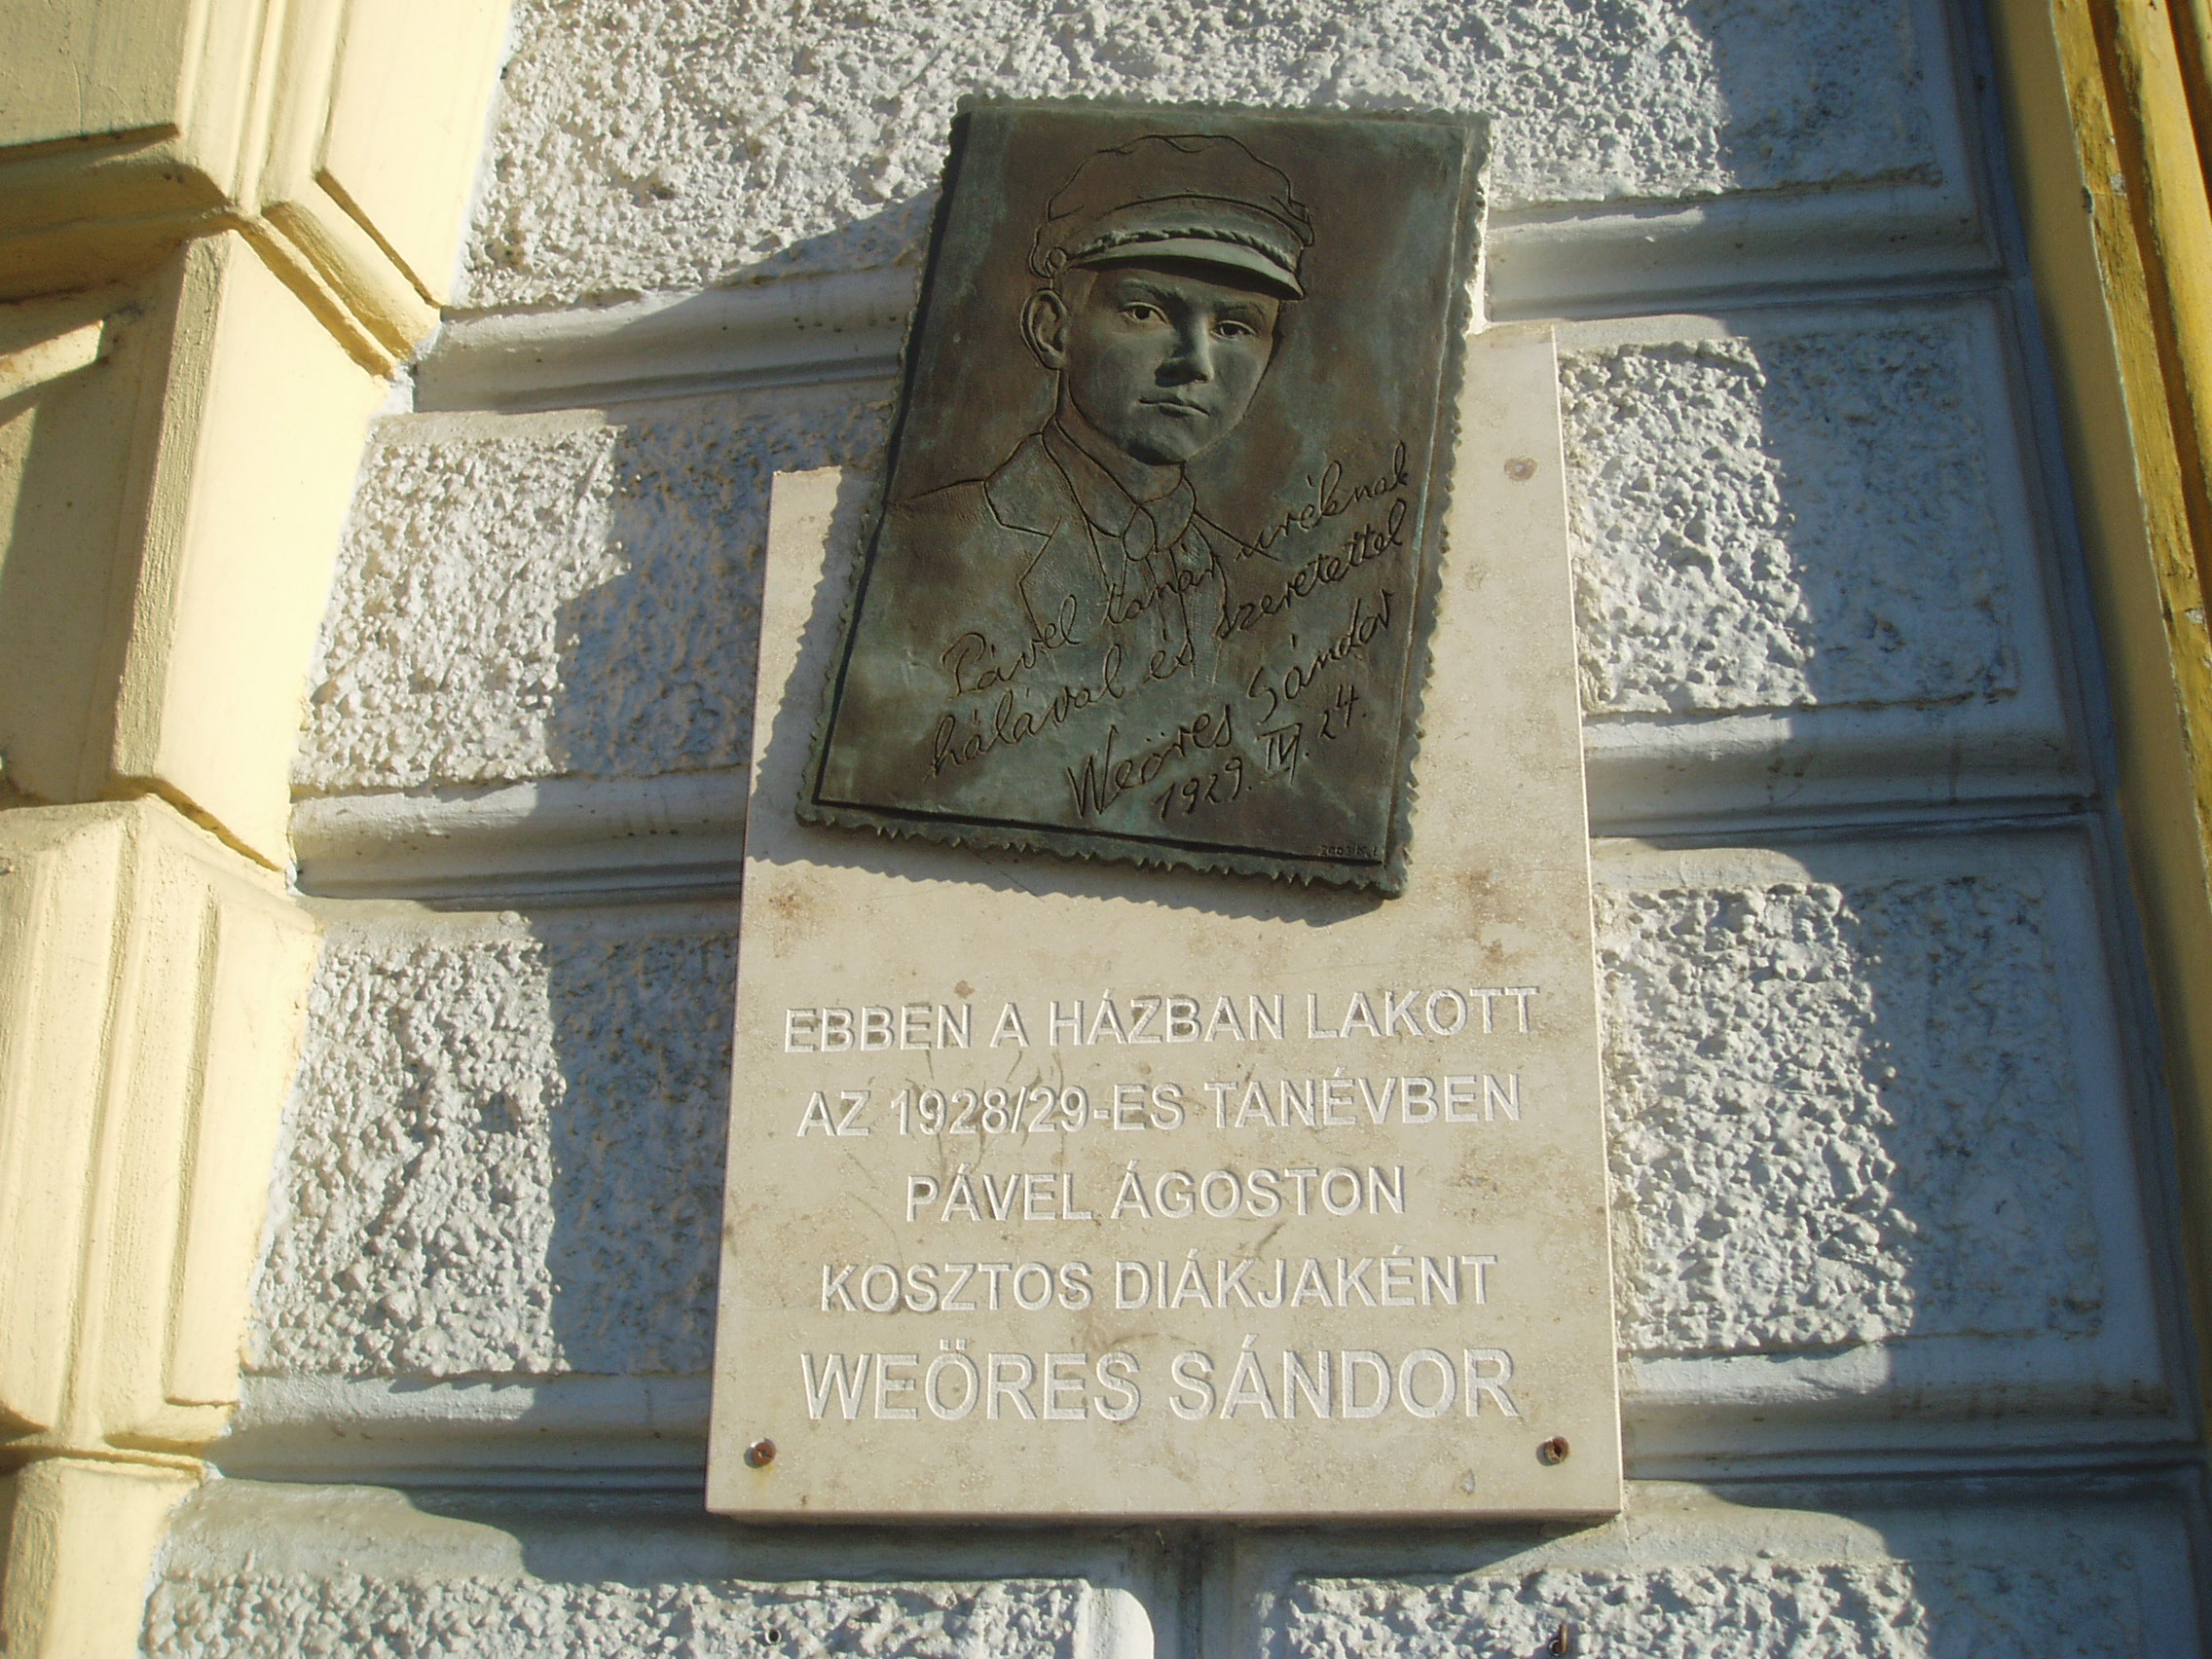 Pável tanár uréknak
hálával és szeretettel
Weöres Sándor
1929. IV. 24.
EBBEN A HÁZBAN LAKOTT
AZ 1928/29-ES TANÉVBEN
PÁVEL ÁGOSTON
KOSZTOS DIÁKJAKÉNT
WEÖRES SÁNDOR